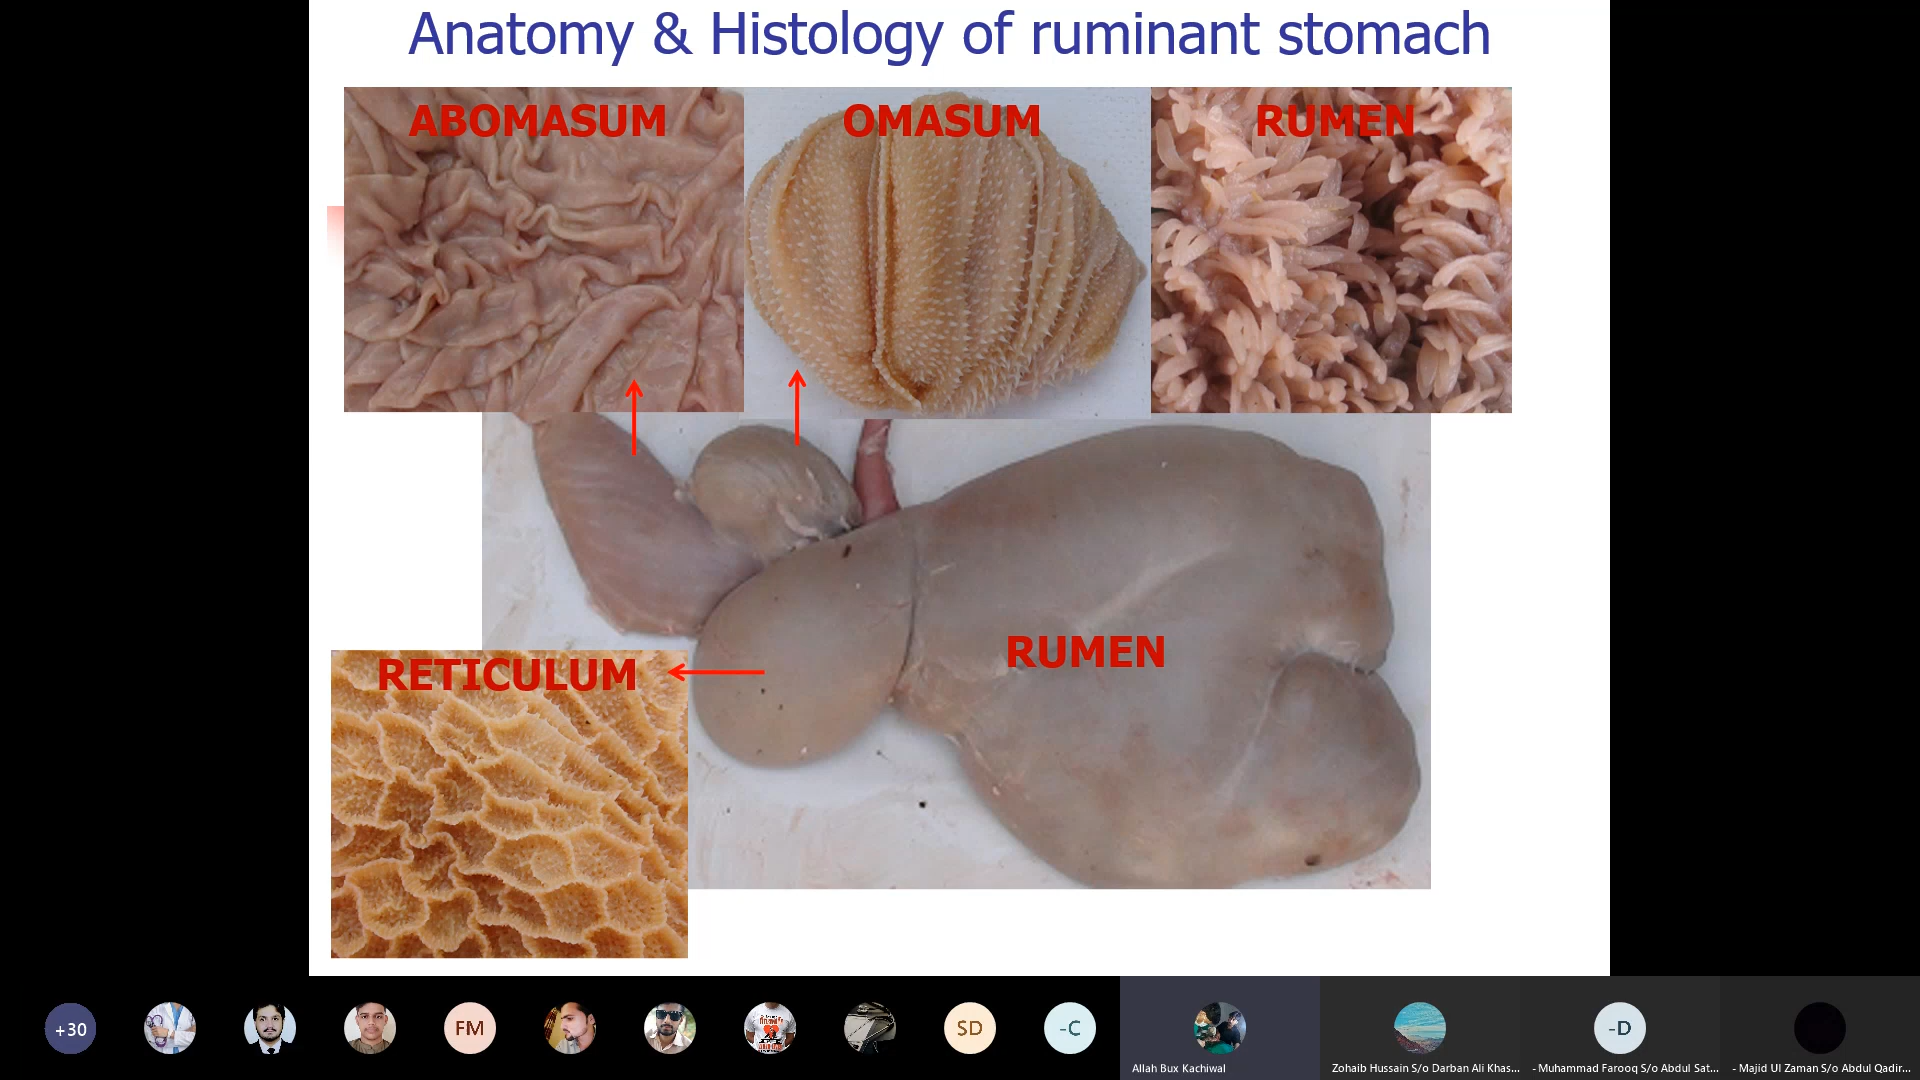 Anatomy & Histology of ruminant stomach
ABOMASUM
OMASUM
RUMEN
RUMEN
RETICULUM
+30
FM
SD
-C
-D
Allah Bux Kachiwal
Zohaib Hussain S/o Darban Ali Khas...
- Muhammad Farooq S/o Abdul Sat...
- Majid Ul Zaman S/o Abdul Qadir...